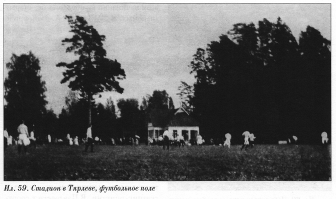 Ил. 59. Стадион в Тярлеве, футбольное поле